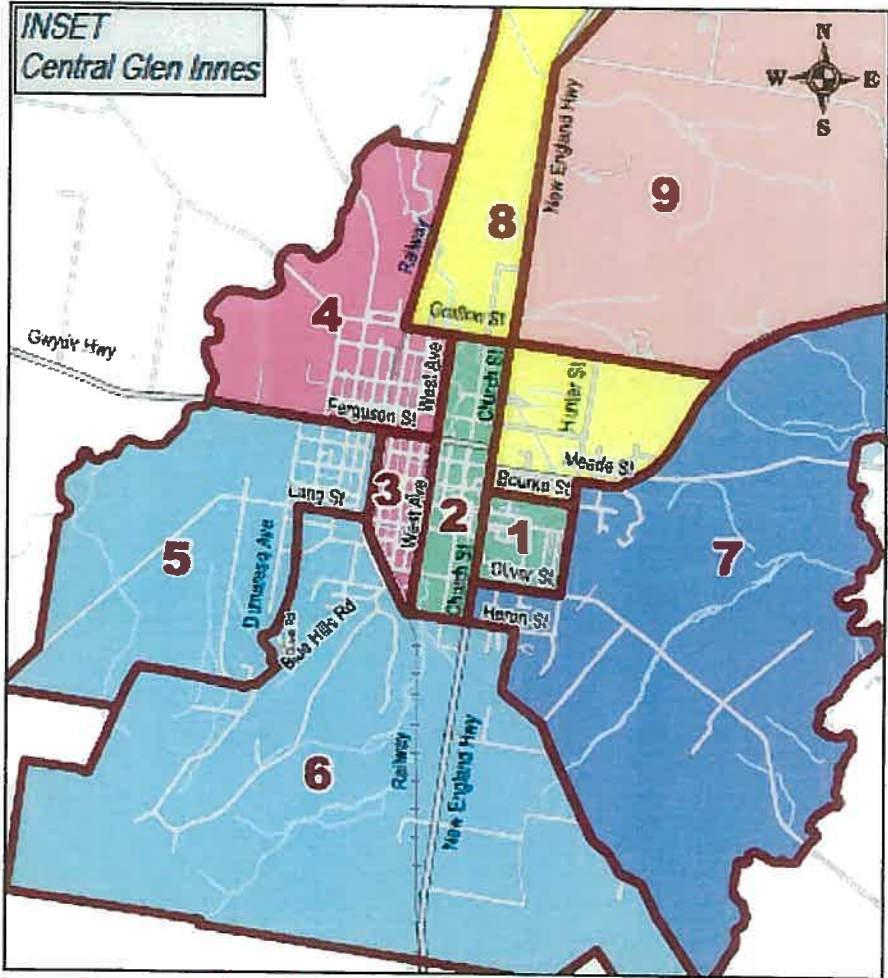 INSET
Central Glen Innes
N
W E
S
New England Hwy
9
8
Railway
4
Grafton St
Gwydir Hwy
West Ave
Church St
Hunter St
Ferguson St
Meade St
Bourke St
Lang St
3
West Ave
2
1
5
7
Oliver St
Dumaresq Ave
Church St
Heron St
Blue Hills Rd
6
Railway
New England Hwy